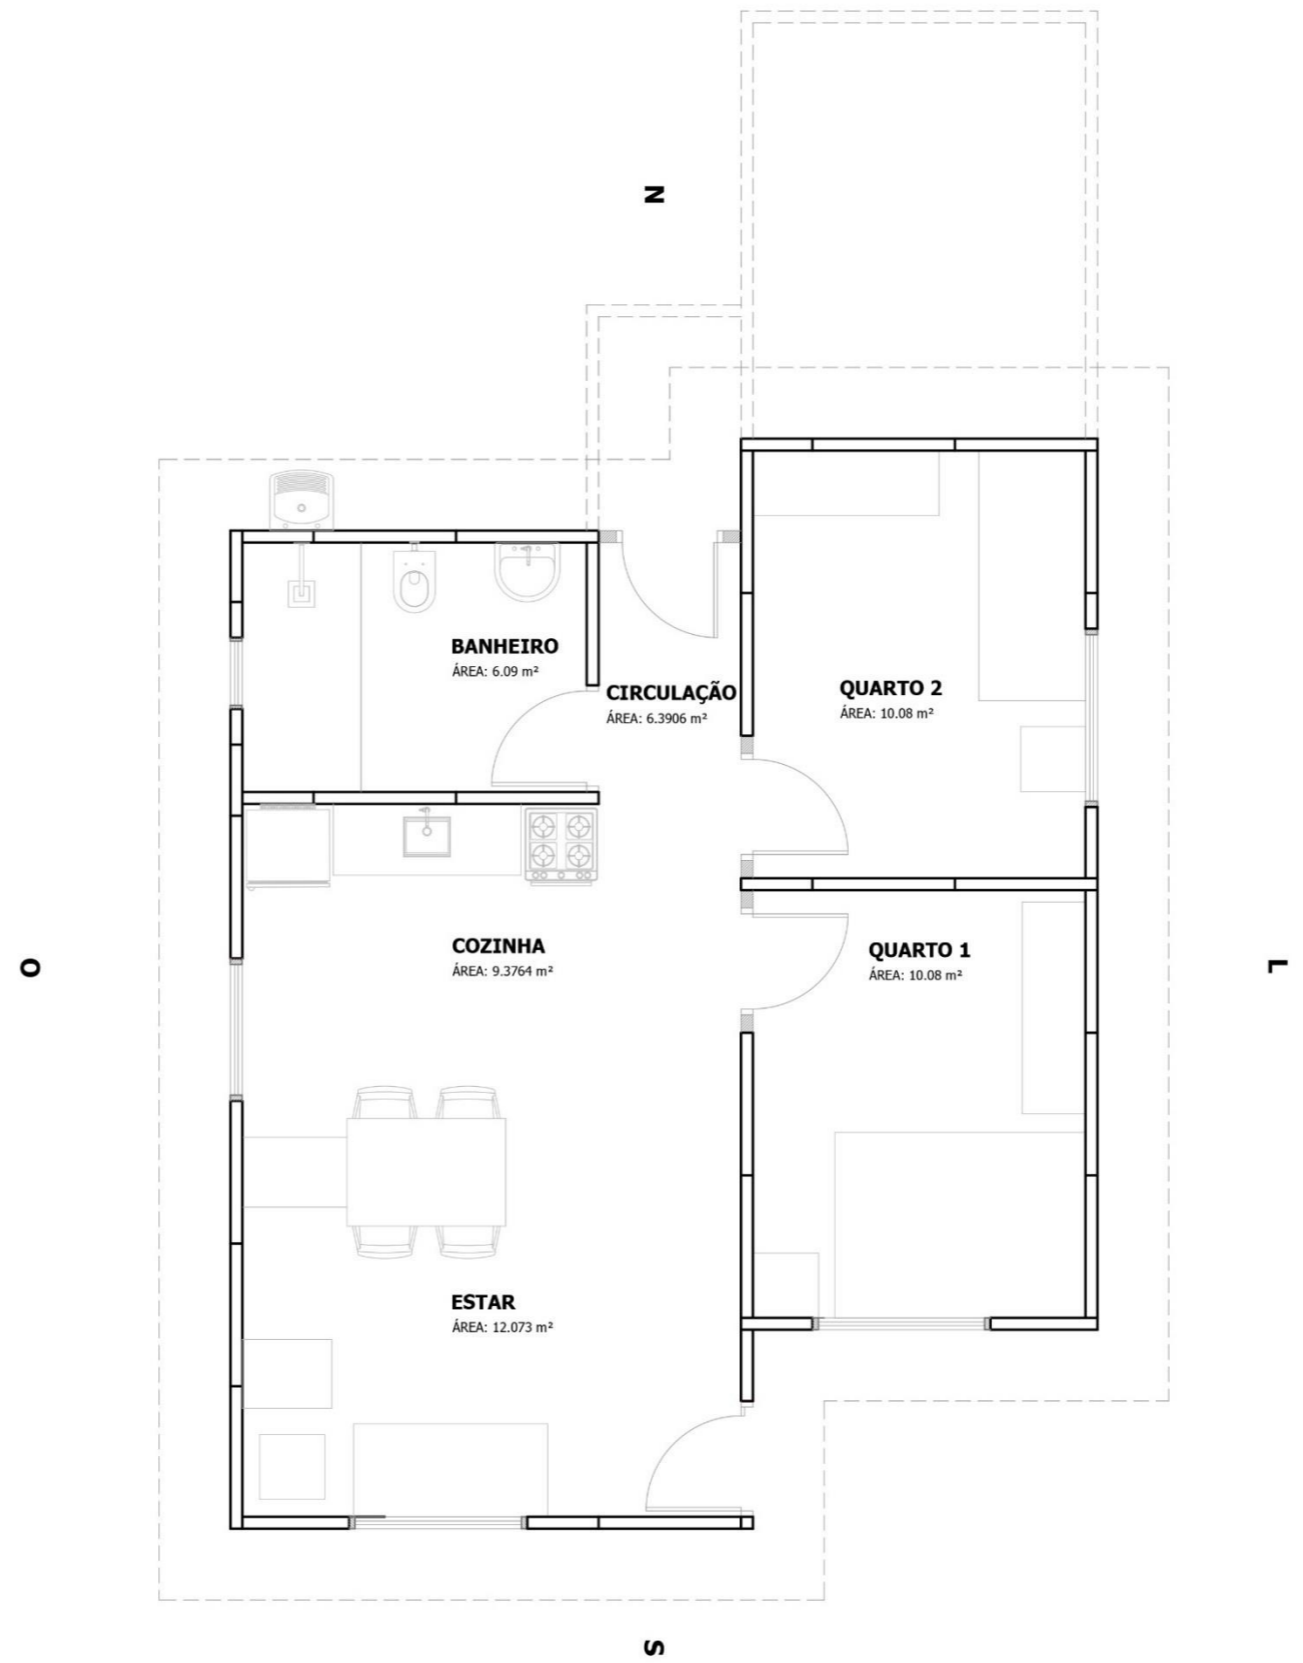 N
BANHEIRO
ÁREA: 6.09 m²
CIRCULAÇÃO
ÁREA: 6.3906 m²
QUARTO 2
ÁREA: 10.08 m²
COZINHA
ÁREA: 9.3764 m²
QUARTO 1
ÁREA: 10.08 m²
O
L
ESTAR
ÁREA: 12.073 m²
S